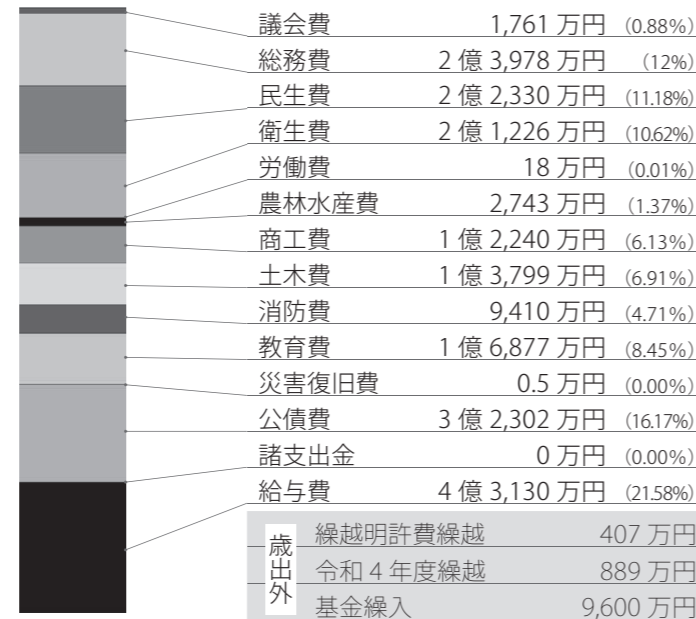 議会費 1,761 万円 (0.88%)
総務費 2 億 3,978 万円 (12%)
民生費 2 億 2,330 万円 (11.18%)
衛生費 2 億 1,226 万円 (10.62%)
労働費 18 万円 (0.01%)
農林水産費 2,743 万円 (1.37%)
商工費 1 億 2,240 万円 (6.13%)
土木費 1 億 3,799 万円 (6.91%)
消防費 9,410 万円 (4.71%)
教育費 1 億 6,877 万円 (8.45%)
災害復旧費 0.5 万円 (0.00%)
公債費 3 億 2,302 万円 (16.17%)
諸支出金 0 万円 (0.00%)
給与費 4 億 3,130 万円 (21.58%)
歳出外
繰越明許費繰越 407 万円
令和 4 年度繰越 889 万円
基金繰入 9,600 万円